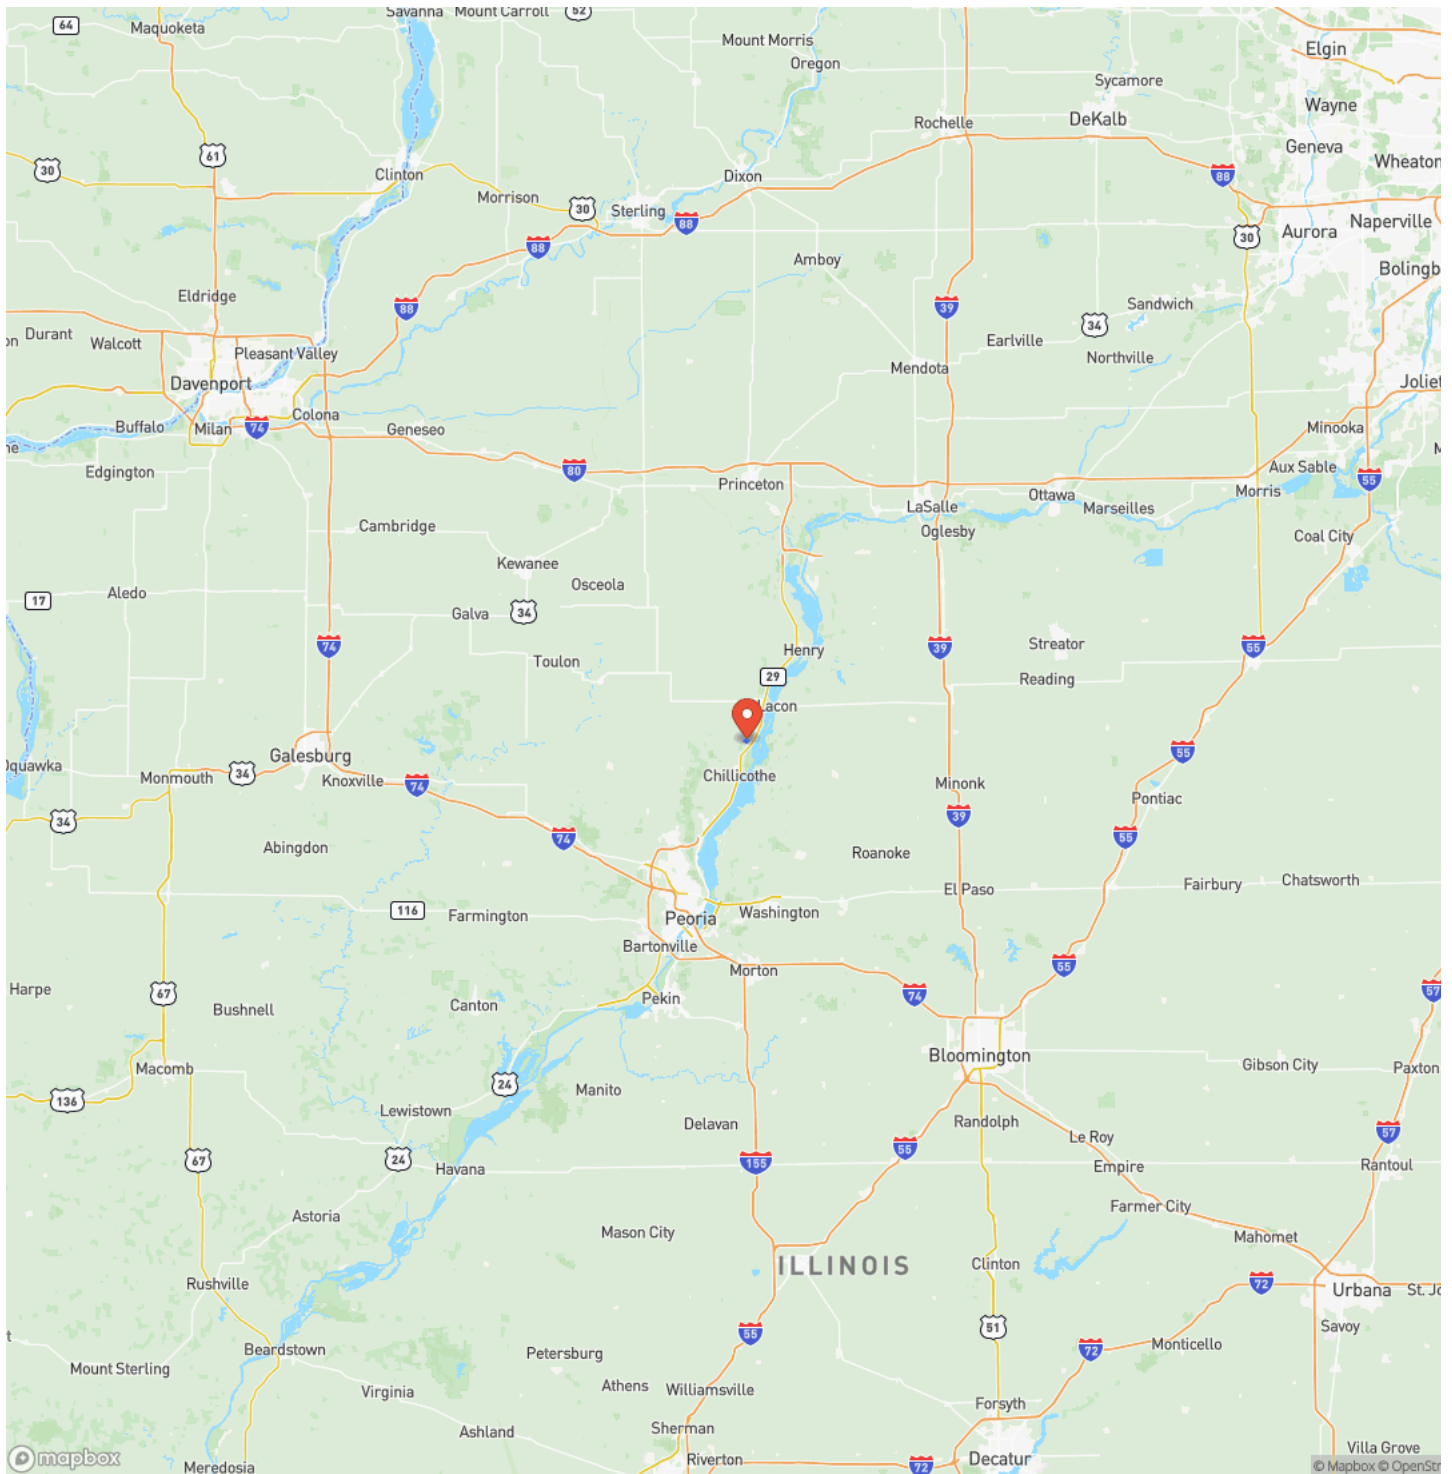 Savanna
Mount Carroll
52
64
Maquoketa
Mount Morris
Oregon
Elgin
Sycamore
Wayne
DeKalb
Rochelle
Geneva
Wheaton
61
30
Clinton
Dixon
88
Morrison
30
Sterling
88
Naperville
Aurora
30
88
Amboy
Bolingb
Eldridge
88
39
Sandwich
34
Durant
Walcott
Pleasant Valley
Earlville
Northville
Mendota
Davenport
Joliet
Colona
Buffalo
Milan
74
Geneseo
Minooka
Edgington
80
Princeton
Aux Sable
55
Ottawa
Morris
LaSalle
Marseilles
Oglesby
Cambridge
Coal City
Kewanee
Osceola
17
Aledo
Galva
34
74
Henry
39
Streator
55
Toulon
29
Reading
Lacon
Galesburg
55
Oquawka
Monmouth
34
Knoxville
74
Chillicothe
Minonk
Pontiac
34
39
74
55
Abingdon
Roanoke
El Paso
Fairbury
Chatsworth
116
Farmington
Peoria
Washington
Bartonville
55
Morton
Harpe
67
Bushnell
Canton
Pekin
74
57
Bloomington
Macomb
Gibson City
Paxton
136
24
Manito
Lewistown
Delavan
Randolph
57
67
24
Havana
155
55
Le Roy
Empire
Rantoul
Astoria
Farmer City
Mason City
Mahomet
ILLINOIS
Clinton
Rushville
72
Urbana
St. Jo
51
Savoy
55
Beardstown
Petersburg
72
Monticello
Mount Sterling
Virginia
Athens
Williamsville
Forsyth
Sherman
Ashland
Villa Grove
mapbox
Meredosia
Riverton
72
Decatur
© Mapbox © OpenStr